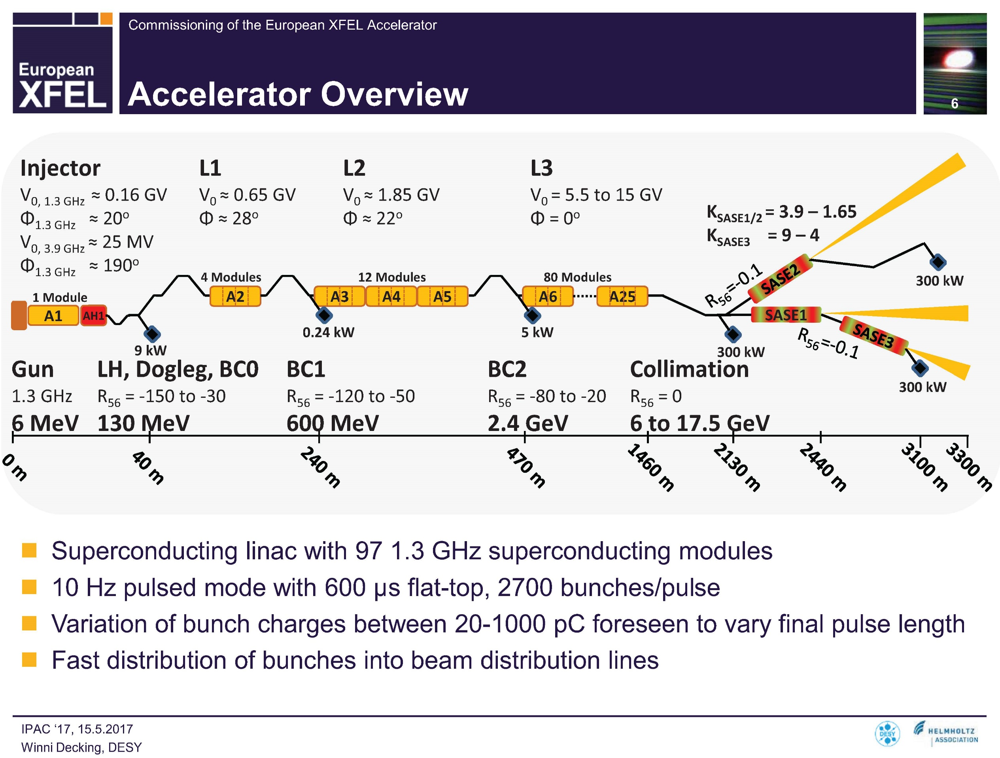 Commissioning of the European XFEL Accelerator
European
XFEL
Accelerator Overview
6
Injector
V0, 1.3 GHz ≈ 0.16 GV
Φ1.3 GHz ≈ 20°
V0, 3.9 GHz ≈ 25 MV
Φ1.3 GHz ≈ 190°
L1
V0 ≈ 0.65 GV
Φ ≈ 28°
L2
V0 ≈ 1.85 GV
Φ ≈ 22°
L3
V0 = 5.5 to 15 GV
Φ = 0°
KSASE1/2 = 3.9 – 1.65
KSASE3 = 9 – 4
1 Module
4 Modules
12 Modules
80 Modules
A1
AH1
A2
A3
A4
A5
A6
A25
R56=-0.1
SASE2
SASE1
R56=-0.1
SASE3
9 kW
0.24 kW
5 kW
300 kW
300 kW
300 kW
Gun
1.3 GHz
6 MeV
LH, Dogleg, BC0
R56 = -150 to -30
130 MeV
BC1
R56 = -120 to -50
600 MeV
BC2
R56 = -80 to -20
2.4 GeV
Collimation
R56 = 0
6 to 17.5 GeV
0 m
40 m
240 m
470 m
1460 m
2130 m
2440 m
3100 m
3300 m
Superconducting linac with 97 1.3 GHz superconducting modules
10 Hz pulsed mode with 600 µs flat-top, 2700 bunches/pulse
Variation of bunch charges between 20-1000 pC foreseen to vary final pulse length
Fast distribution of bunches into beam distribution lines
IPAC ‘17, 15.5.2017
Winni Decking, DESY
DESY
HELMHOLTZ
ASSOCIATION